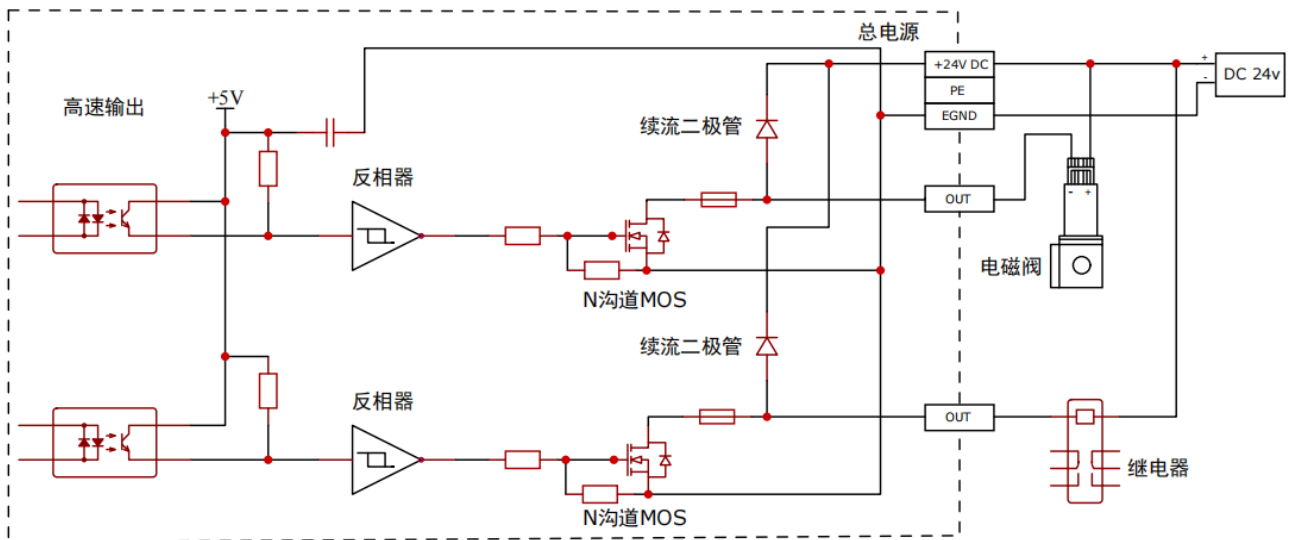 总电源
+24V DC
PE
EGND
+
-
DC 24v
高速输出
+5V
续流二极管
反相器
OUT
- +
电磁阀
N沟道MOS
续流二极管
反相器
OUT
继电器
N沟道MOS